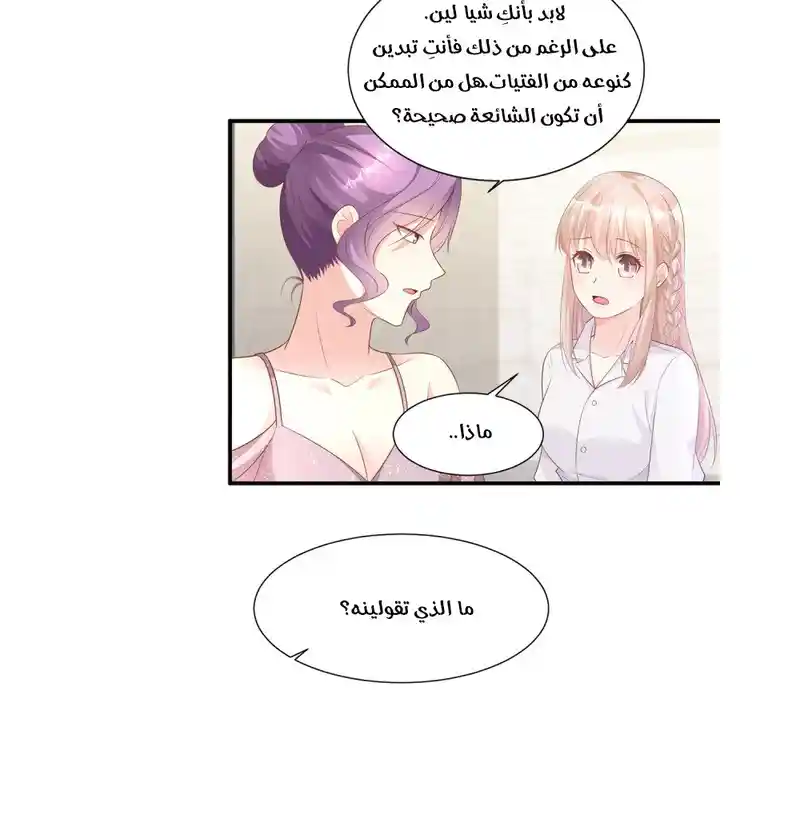 لابد بأنكِ شيا لين.
على الرغم من ذلك فأنتِ تبدين
كنوعه من الفتيات.هل من الممكن
أن تكون الشائعة صحيحة؟
ماذا..
ما الذي تقولينه؟